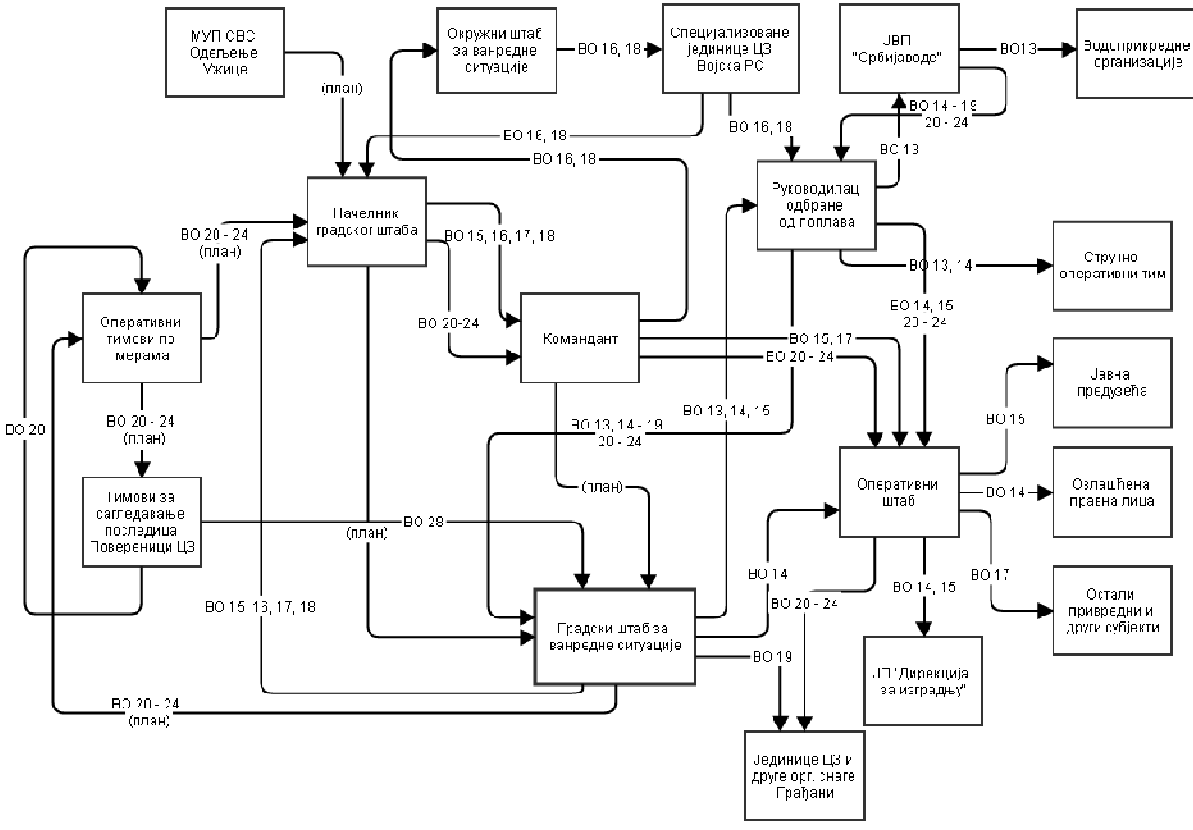 МУП СВС
Одељење
Ужице
Окружни штаб
за ванредне
ситуације
ВО 16, 18
Специјализоване
јединице ЦЗ
Војска РС
ЈВП
"Србијаводе"
ВО13
Водопривредне
организације
(план)
ВО 16, 18
ВО 16, 18
ВО 16, 18
ВО 14 - 19
20 - 24
ВО 13
Начелник
градског штаба
Руководилац
одбране
од поплава
ВО 20 - 24
(план)
ВО 15, 16, 17, 18
ВО 20-24
ВО 13, 14
Стручно
оперативни тим
ВО 14, 15
20 - 24
Оперативни
тимови по
мерама
Командант
ВО 15, 17
ВО 20 - 24
Јавна
предузећа
ВО 20
ВО 20 - 24
(план)
ВО 13, 14, 15
ВО 13, 14 - 19
20 - 24
ВО 15
Тимови за
сагледавање
последица
Повереници ЦЗ
ВО 29
(план)
(план)
Оперативни
штаб
ВО 14
Овлашћена
правна лица
ВО 14
ВО 20 - 24
ВО 14, 15
ВО 17
Остали
привредни и
други субјекти
ВО 15, 16, 17, 18
Градски штаб за
ванредне ситуације
ВО 19
ЈП "Дирекција
за изградњу"
ВО 20 - 24
(план)
Јединице ЦЗ и
друге орг. снаге
Грађани